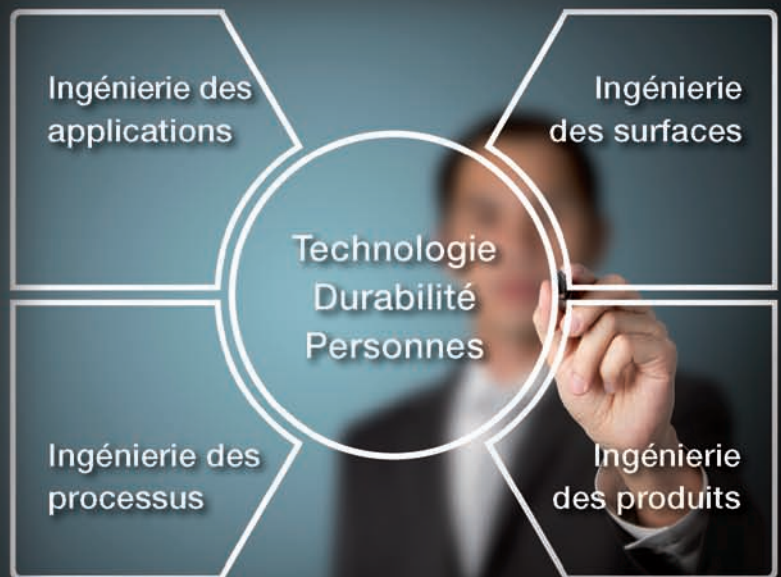 Ingénierie des
applications
Ingénierie
des surfaces
Technologie
Durabilité
Personnes
Ingénierie des
processus
Ingénierie
des produits